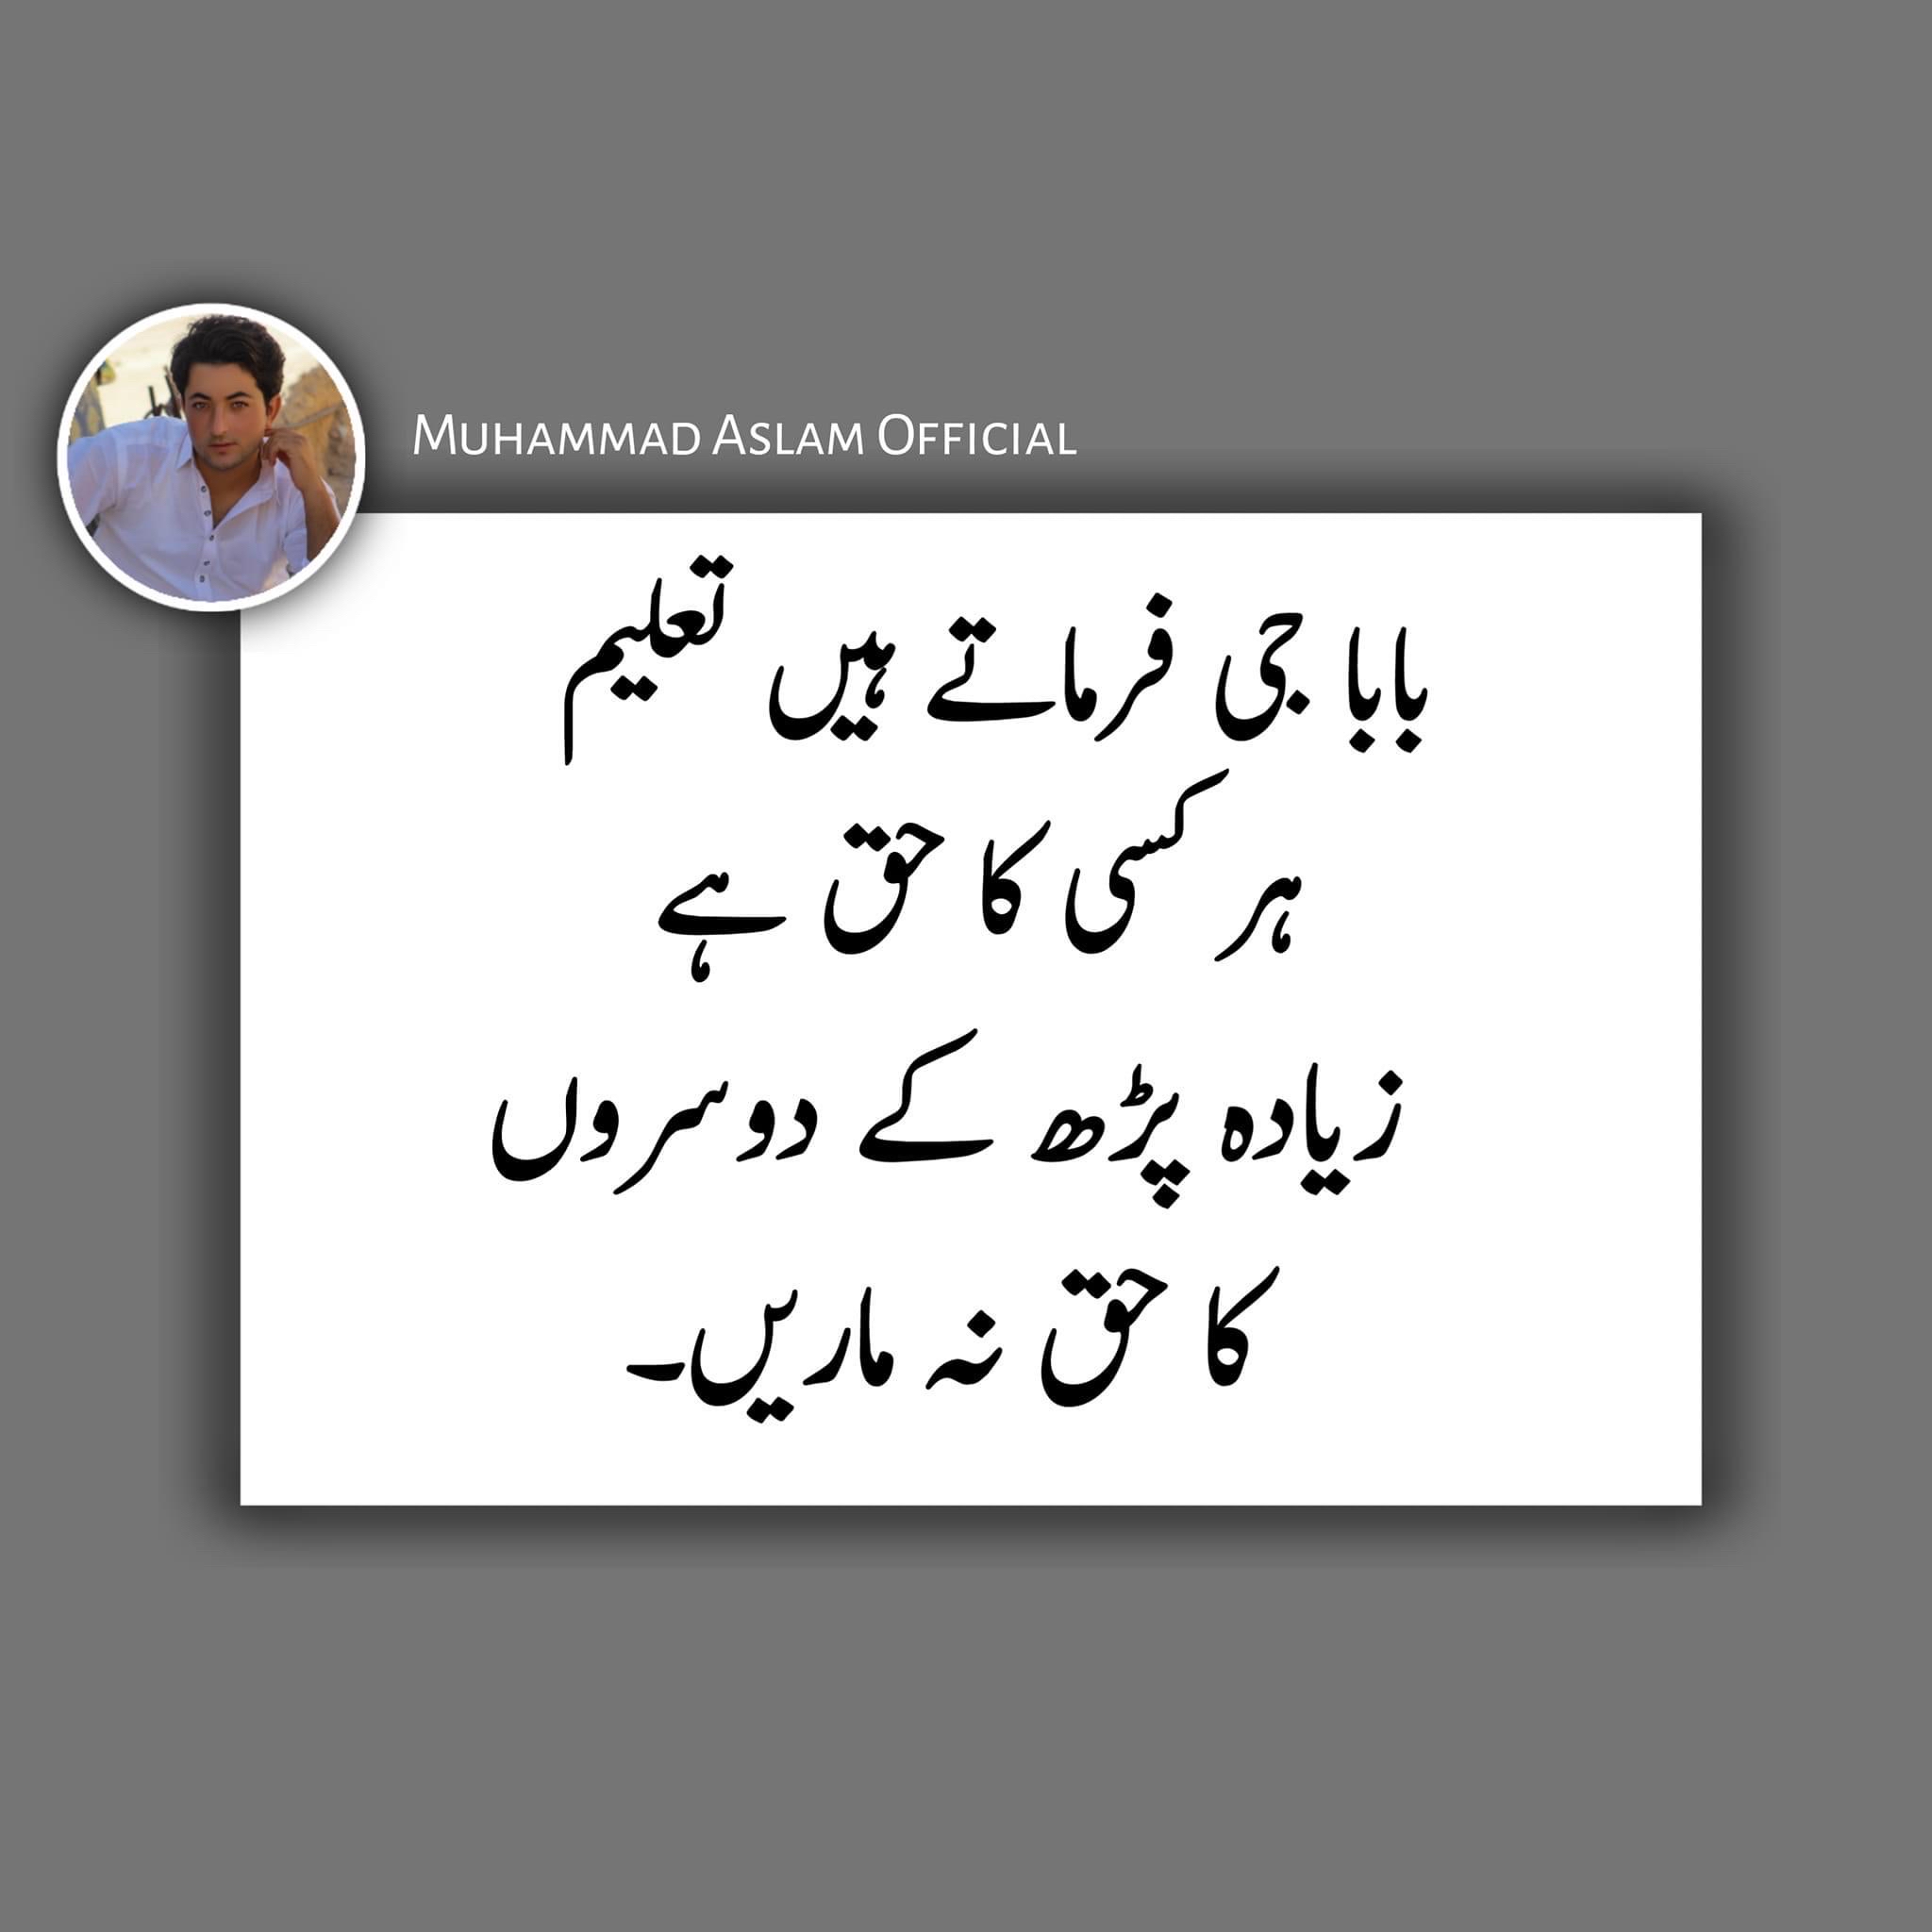 Muhammad Aslam Official
بابا جی فرماتے ہیں تعلیم
ہر کسی کا حق ہے
زیادہ پڑھ کے دوسروں
کا حق نہ ماریں۔